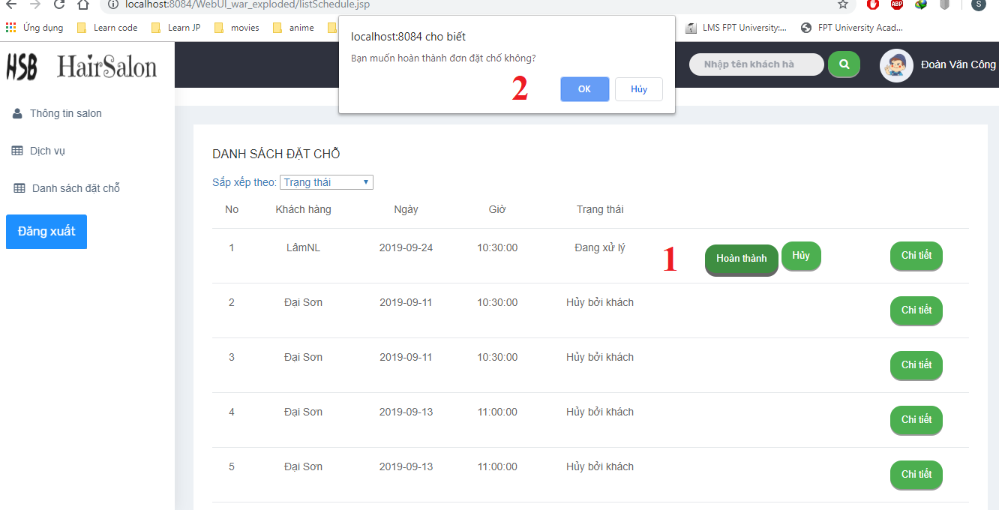 localhost:8084/WebUI_war_exploded/listSchedule.jsp
ABP
S
Ứng dụng Learn code Learn JP movies anime LMS FPT University:... FPT University Acad...
localhost:8084 cho biết
Bạn muốn hoàn thành đơn đặt chố không?
2 OK Hủy
HSB HairSalon
Nhập tên khách hà
Đoàn Văn Công
Thông tin salon
Dịch vụ
Danh sách đặt chỗ
Đăng xuất
DANH SÁCH ĐẶT CHỖ
Sắp xếp theo: Trạng thái
No Khách hàng Ngày Giờ Trạng thái
1 LâmNL 2019-09-24 10:30:00 Đang xử lý 1 Hoàn thành Hủy Chi tiết
2 Đại Sơn 2019-09-11 10:30:00 Hủy bởi khách Chi tiết
3 Đại Sơn 2019-09-11 10:30:00 Hủy bởi khách Chi tiết
4 Đại Sơn 2019-09-13 11:00:00 Hủy bởi khách Chi tiết
5 Đại Sơn 2019-09-13 11:00:00 Hủy bởi khách Chi tiết